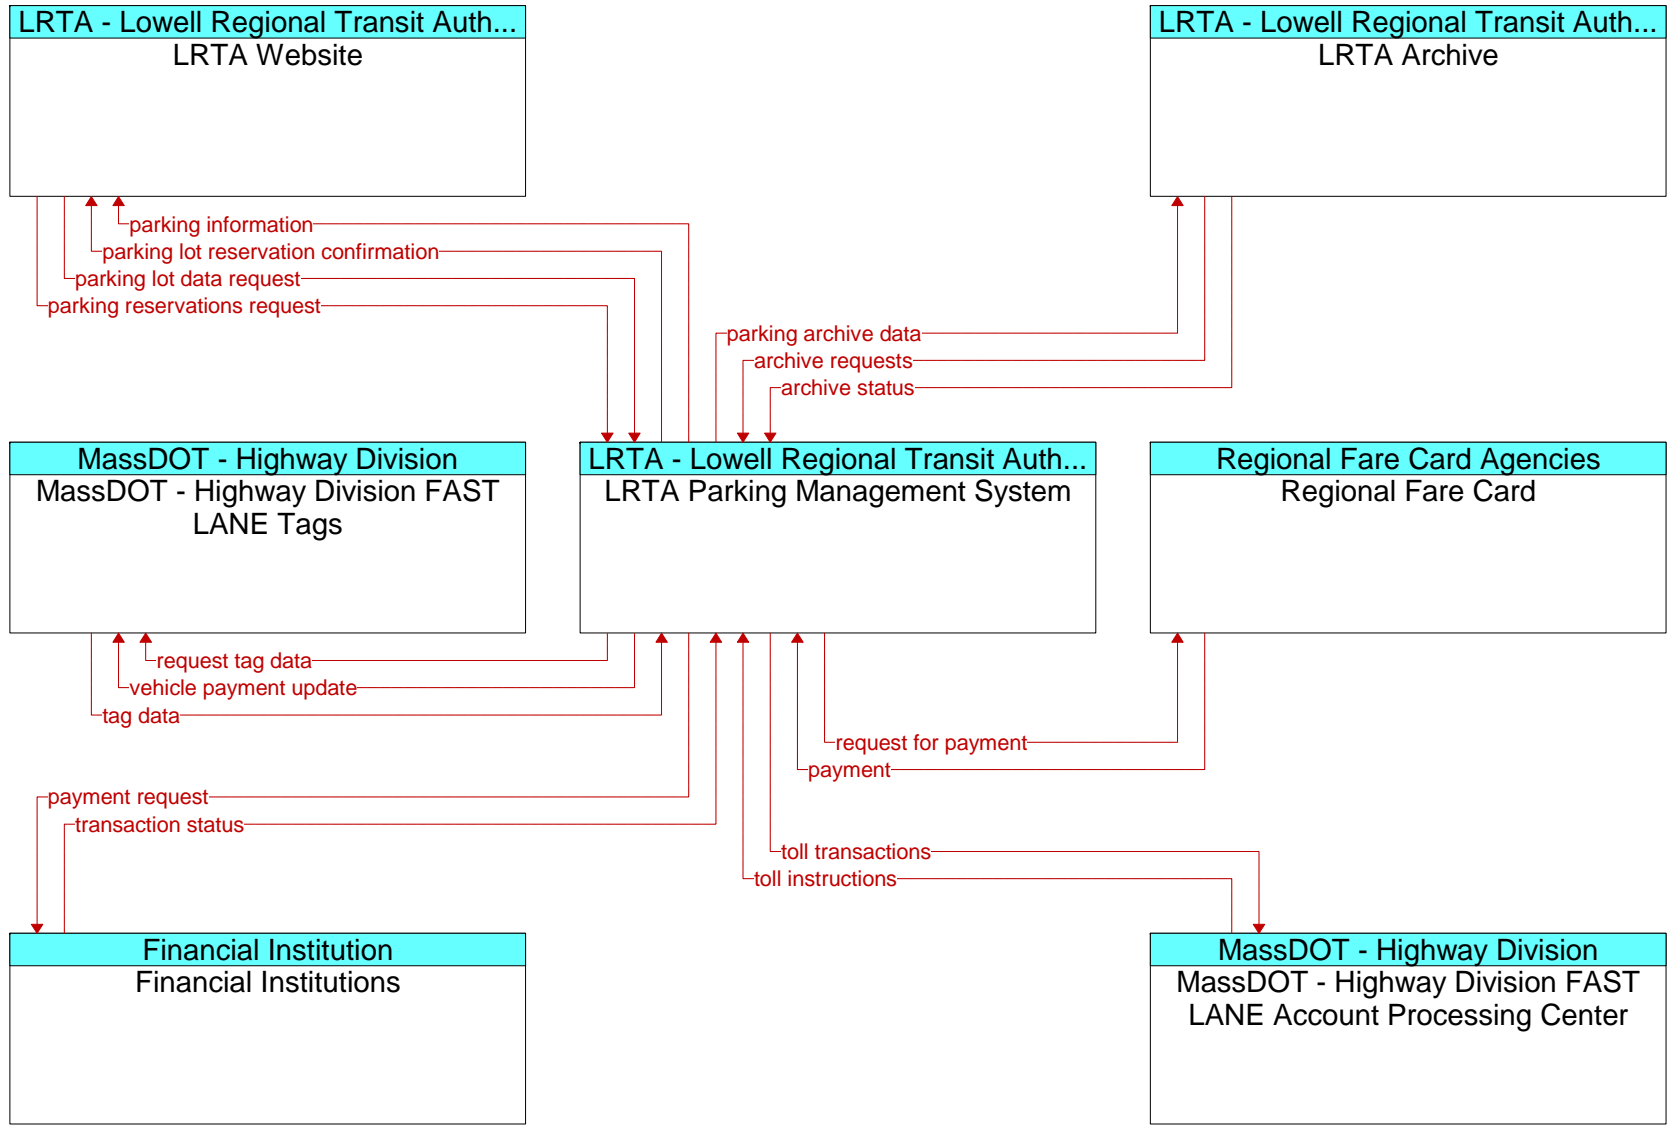 LRTA - Lowell Regional Transit Auth...
LRTA Website
LRTA - Lowell Regional Transit Auth...
LRTA Archive
parking information
parking lot reservation confirmation
parking lot data request
parking reservations request
parking archive data
archive requests
archive status
MassDOT - Highway Division
MassDOT - Highway Division FAST
LANE Tags
LRTA - Lowell Regional Transit Auth...
LRTA Parking Management System
Regional Fare Card Agencies
Regional Fare Card
request tag data
vehicle payment update
tag data
request for payment
payment
payment request
transaction status
toll transactions
toll instructions
Financial Institution
Financial Institutions
MassDOT - Highway Division
MassDOT - Highway Division FAST
LANE Account Processing Center